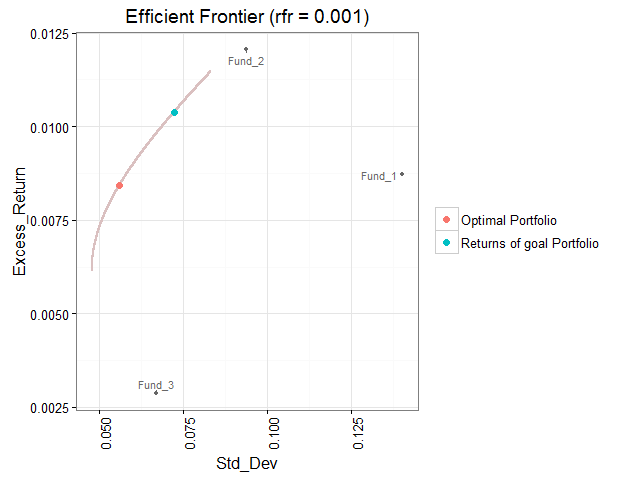 Efficient Frontier (rfr = 0.001)
Excess_Return
0.0125
0.0100
0.0075
0.0050
0.0025
Fund_2
Fund_1
Fund_3
0.050
0.075
0.100
0.125
Std_Dev
Optimal Portfolio
Returns of goal Portfolio